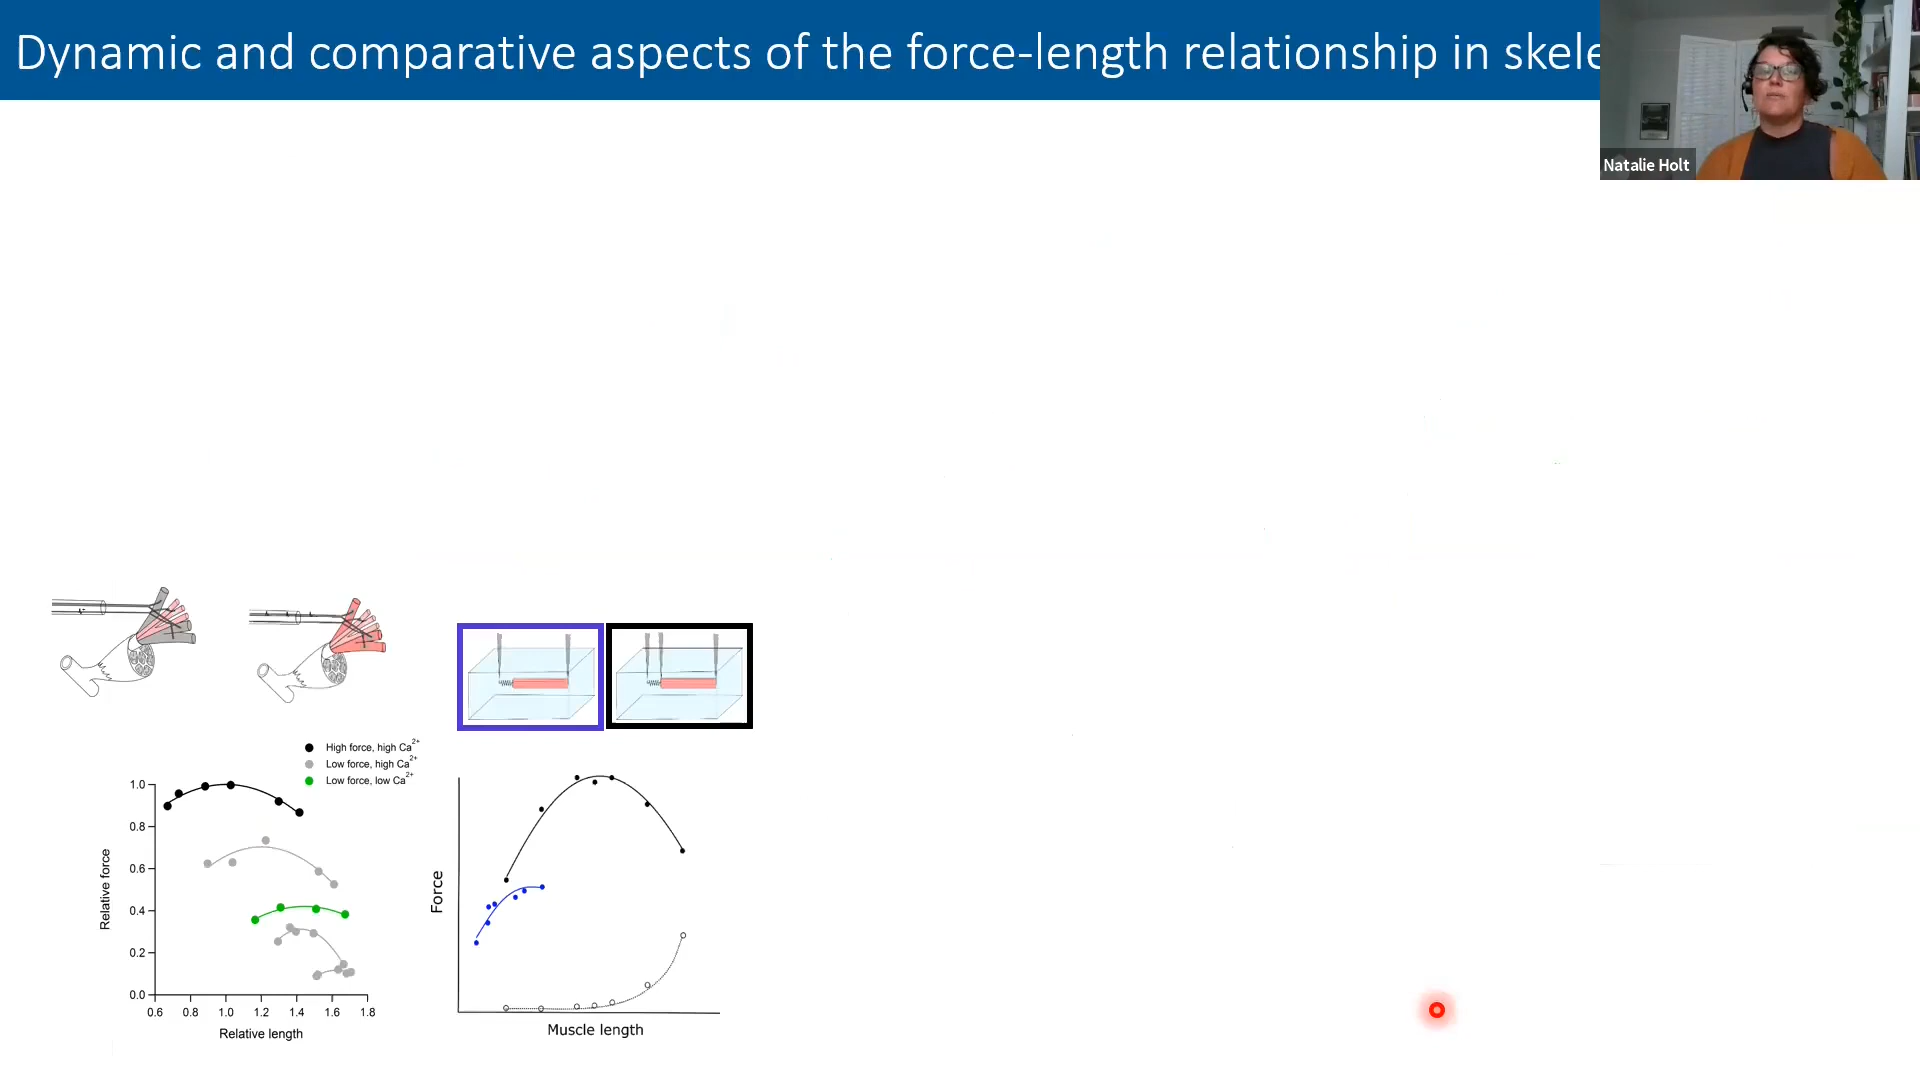 Dynamic and comparative aspects of the force-length relationship in skele
Natalie Holt
High force, high Ca²⁺
Low force, high Ca²⁺
Low force, low Ca²⁺
1.0
0.8
0.6
0.4
0.2
0.0
Relative force
0.6 0.8 1.0 1.2 1.4 1.6 1.8
Relative length
Force
Muscle length